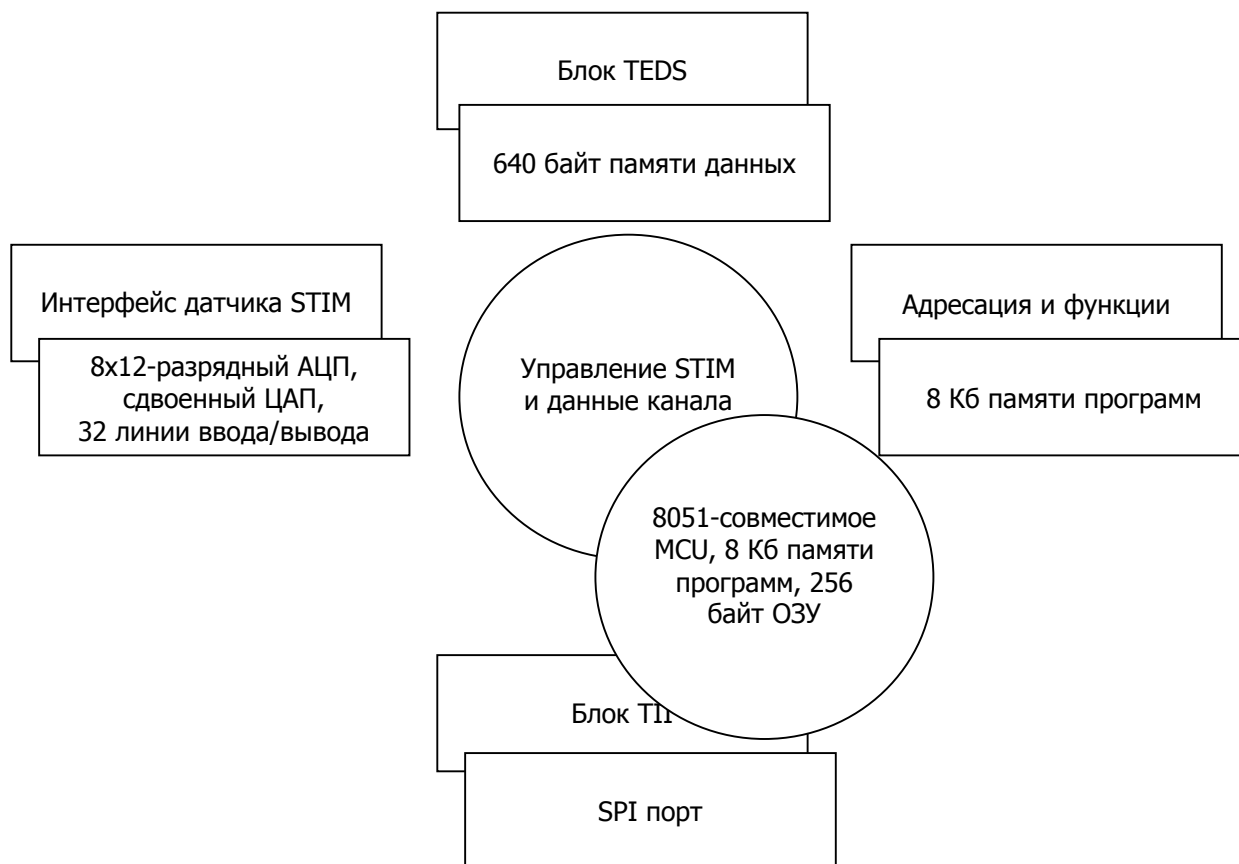 Блок TEDS
640 байт памяти данных
Интерфейс датчика STIM
8x12-разрядный АЦП,
сдвоенный ЦАП,
32 линии ввода/вывода
Управление STIM
и данные канала
Адресация и функции
8 Кб памяти программ
8051-совместимое
MCU, 8 Кб памяти
программ, 256
байт ОЗУ
Блок TII
SPI порт